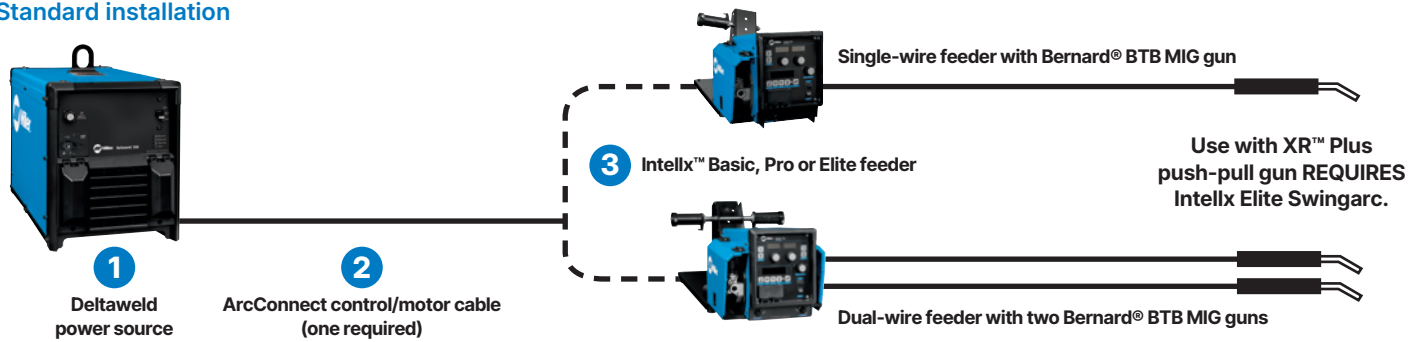 Standard installation
Single-wire feeder with Bernard® BTB MIG gun
Use with XR™ Plus
push-pull gun REQUIRES
Intellx Elite Swingarc.
3
Intellx™ Basic, Pro or Elite feeder
1
Deltaweld
power source
2
ArcConnect control/motor cable
(one required)
Dual-wire feeder with two Bernard® BTB MIG guns
Miller